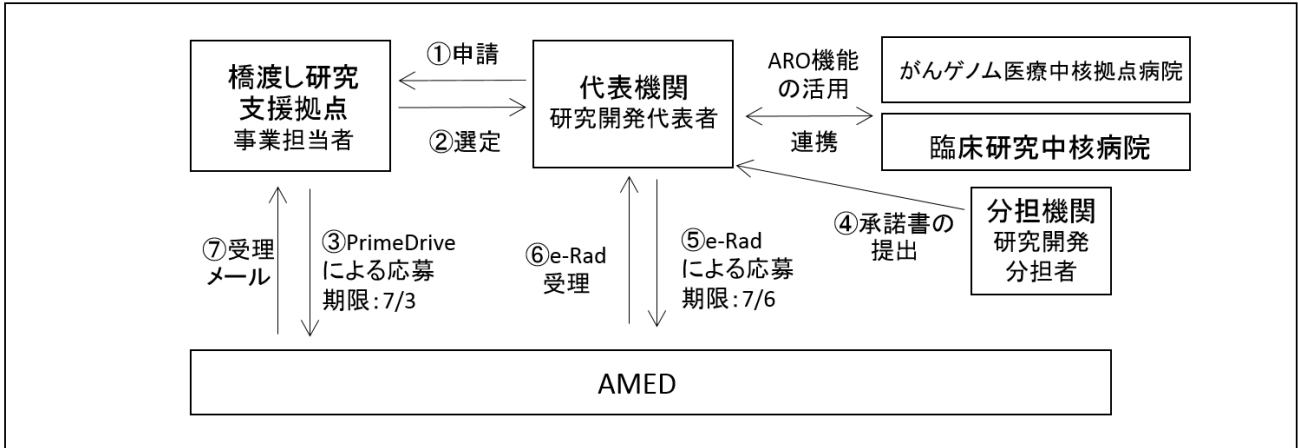 橋渡し研究
支援拠点
事業担当者
①申請
②選定
代表機関
研究開発代表者
ARO機能
の活用
連携
がんゲノム医療中核拠点病院
臨床研究中核病院
⑦受理
メール
③PrimeDrive
による応募
期限：7/3
⑥e-Rad
受理
⑤e-Rad
による応募
期限：7/6
④承諾書の
提出
分担機関
研究開発
分担者
AMED